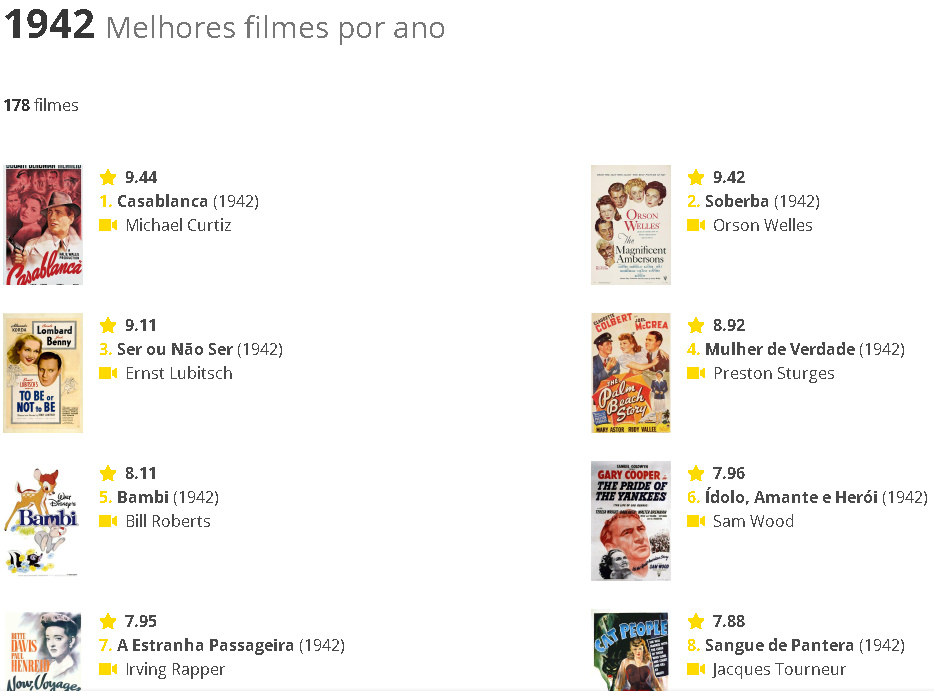 1942 Melhores filmes por ano
178 filmes
9.44
1. Casablanca (1942)
Michael Curtiz
Casablanca
9.42
2. Soberba (1942)
Orson Welles
ORSON
WELLES'
The
Magnificent
Ambersons
9.11
3. Ser ou Não Ser (1942)
Ernst Lubitsch
KORDA
Lombard
Benny
LUBITSCH'S
TO BE or
NOT to BE
8.92
4. Mulher de Verdade (1942)
Preston Sturges
COLBERT
McCREA
THE
Palm
Beach
Story
MARY ASTOR RUDY VALLEE
8.11
5. Bambi (1942)
Bill Roberts
Walt
Disney's
Bambi
7.96
6. Ídolo, Amante e Herói (1942)
Sam Wood
SAMUEL GOLDWYN
GARY COOPER
THE PRIDE OF
THE YANKEES
SAM WOOD
7.95
7. A Estranha Passageira (1942)
Irving Rapper
BETTE
DAVIS
PAUL
HENREID
Now, Voyager
7.88
8. Sangue de Pantera (1942)
Jacques Tourneur
CAT PEOPLE